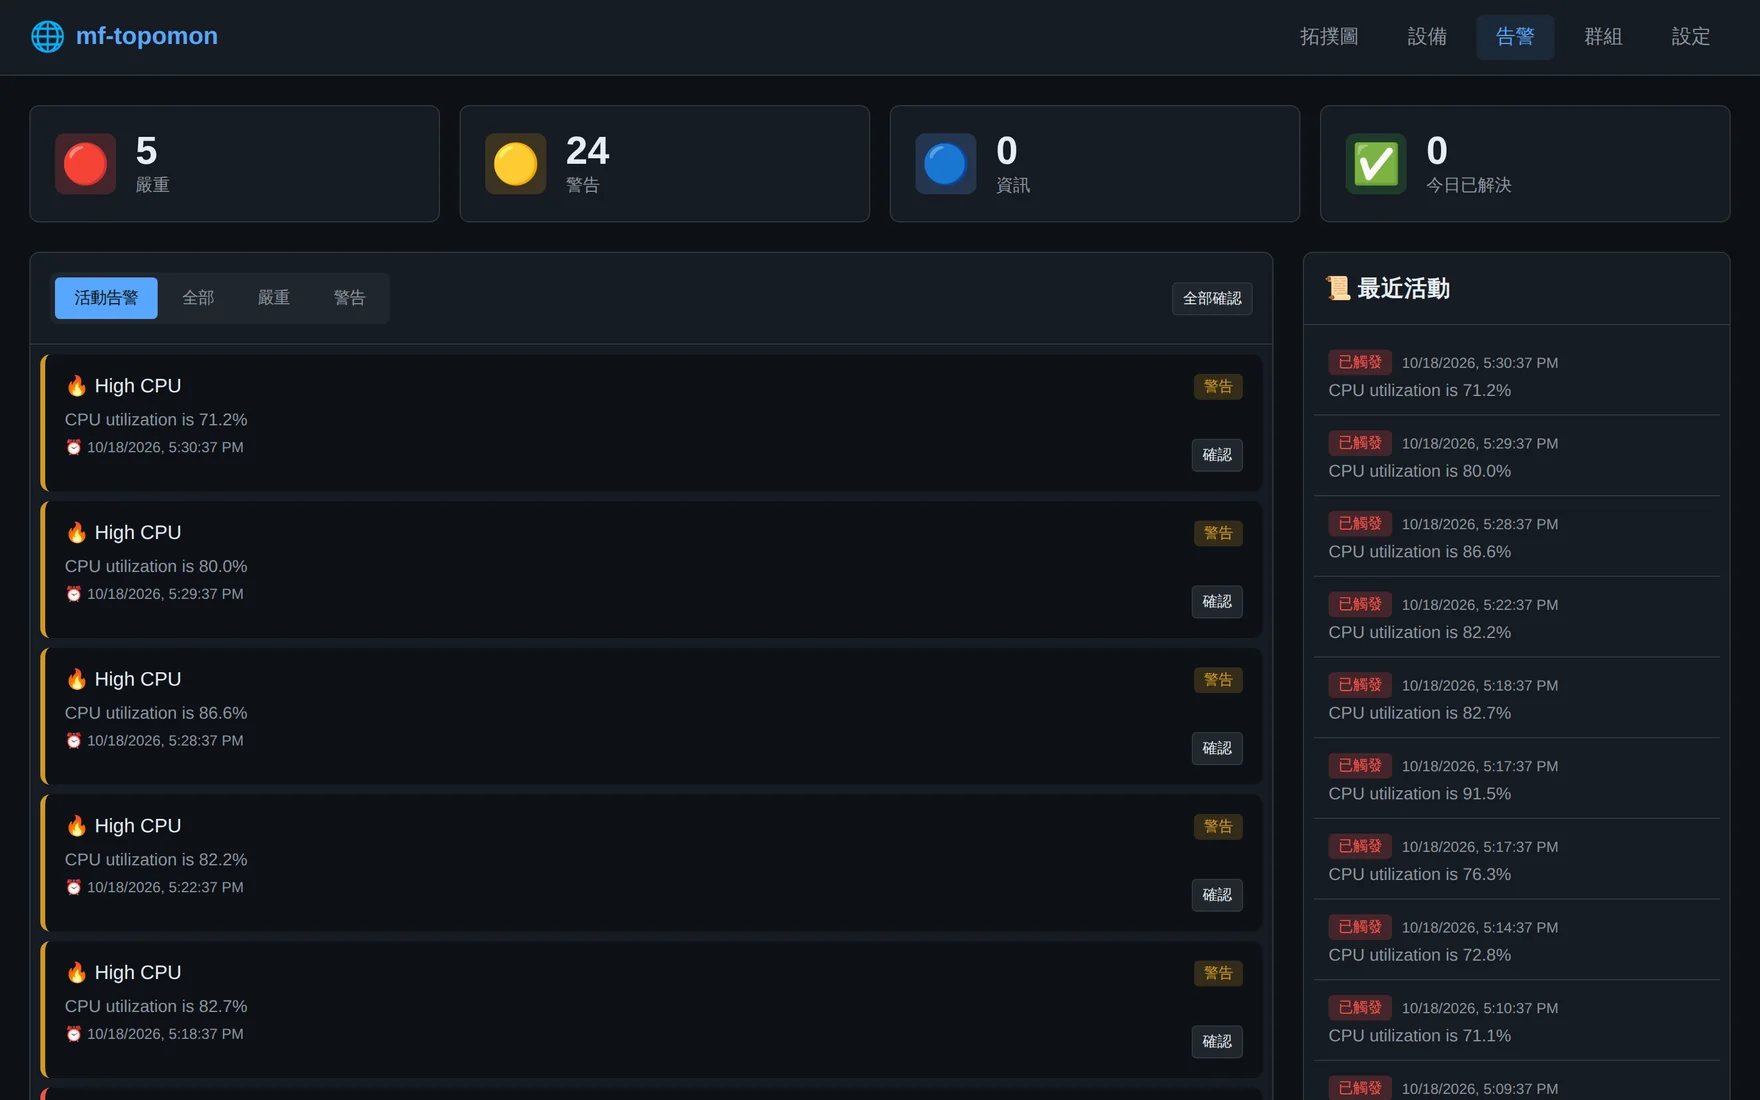 mf-topomon
拓撲圖 設備 告警 群組 設定
5
嚴重
24
警告
0
資訊
0
今日已解決
活動告警 全部 嚴重 警告
全部確認
High CPU
警告
CPU utilization is 71.2%
10/18/2026, 5:30:37 PM
確認
High CPU
警告
CPU utilization is 80.0%
10/18/2026, 5:29:37 PM
確認
High CPU
警告
CPU utilization is 86.6%
10/18/2026, 5:28:37 PM
確認
High CPU
警告
CPU utilization is 82.2%
10/18/2026, 5:22:37 PM
確認
High CPU
警告
CPU utilization is 82.7%
10/18/2026, 5:18:37 PM
確認
最近活動
已觸發 10/18/2026, 5:30:37 PM
CPU utilization is 71.2%
已觸發 10/18/2026, 5:29:37 PM
CPU utilization is 80.0%
已觸發 10/18/2026, 5:28:37 PM
CPU utilization is 86.6%
已觸發 10/18/2026, 5:22:37 PM
CPU utilization is 82.2%
已觸發 10/18/2026, 5:18:37 PM
CPU utilization is 82.7%
已觸發 10/18/2026, 5:17:37 PM
CPU utilization is 91.5%
已觸發 10/18/2026, 5:17:37 PM
CPU utilization is 76.3%
已觸發 10/18/2026, 5:14:37 PM
CPU utilization is 72.8%
已觸發 10/18/2026, 5:10:37 PM
CPU utilization is 71.1%
已觸發 10/18/2026, 5:09:37 PM